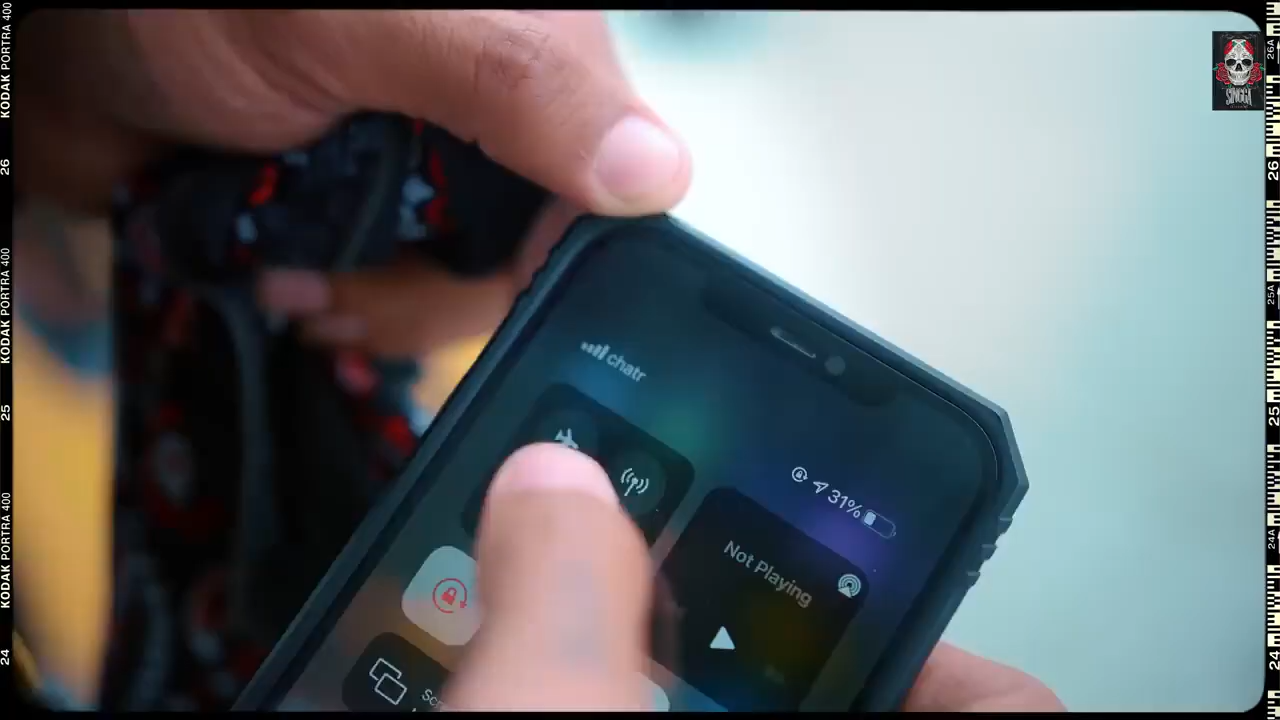 KODAK PORTRA 400
26
KODAK PORTRA 400
25
KODAK PORTRA 400
24
chatr
31%
Not Playing
SINGGA
26A
26
25A
25
24A
24